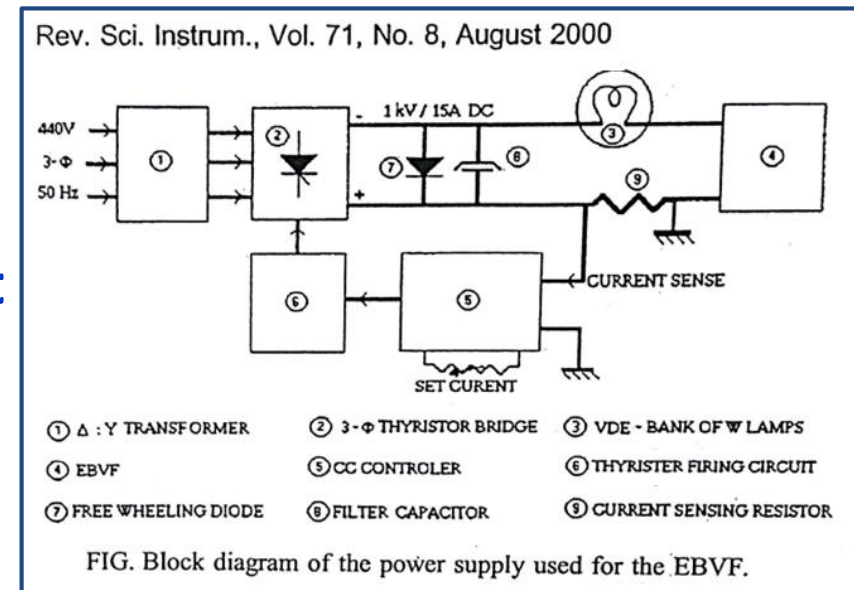 Rev. Sci. Instrum., Vol. 71, No. 8, August 2000
440V
3-Φ
50 Hz
①
②
-
1 kV / 15A DC
+
⑦
⑧
③
⑨
④
CURRENT SENSE
⑥
⑤
SET CURENT
① Δ : Y TRANSFORMER ② 3-Φ THYRISTOR BRIDGE ③ VDE - BANK OF W LAMPS
④ EBVF ⑤ CC CONTROLER ⑥ THYRISTER FIRING CIRCUIT
⑦ FREE WHEELING DIODE ⑧ FILTER CAPACITOR ⑨ CURRENT SENSING RESISTOR
FIG. Block diagram of the power supply used for the EBVF.